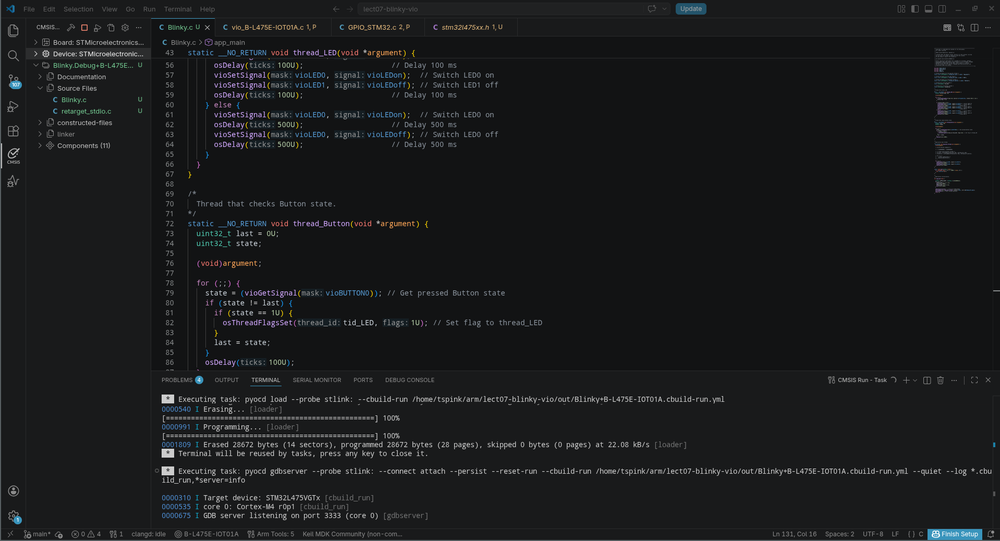 File Edit Selection View Go Run Terminal Help
lect07-blinky-vio
Update
CMSIS...
Board: STMicroelectronics...
Device: STMicroelectronic...
Blinky.Debug+B-L475E... U
Documentation
Source Files
Blinky.c U
retarget_stdio.c U
constructed-files
linker
Components (11)
107
CMSIS
1
Blinky.c U
vio_B-L475E-IOT01A.c 1, P
GPIO_STM32.c 2, P
stm32l475xx.h 1, U
Blinky.c > app_main
43 static __NO_RETURN void thread_LED(void *argument) {
56 osDelay(ticks: 100U); // Delay 100 ms
57 vioSetSignal(mask: vioLED0, signal: vioLEDon); // Switch LED0 on
58 vioSetSignal(mask: vioLED1, signal: vioLEDoff); // Switch LED1 off
59 osDelay(ticks: 100U); // Delay 100 ms
60 } else {
61 vioSetSignal(mask: vioLED0, signal: vioLEDon); // Switch LED0 on
62 osDelay(ticks: 500U); // Delay 500 ms
63 vioSetSignal(mask: vioLED0, signal: vioLEDoff); // Switch LED0 off
64 osDelay(ticks: 500U); // Delay 500 ms
65 }
66 }
67 }
68
69 /*
70 Thread that checks Button state.
71 */
72 static __NO_RETURN void thread_Button(void *argument) {
73 uint32_t last = 0U;
74 uint32_t state;
75
76 (void)argument;
77
78 for (;;) {
79 state = (vioGetSignal(mask: vioBUTTON0)); // Get pressed Button state
80 if (state != last) {
81 if (state == 1U) {
82 osThreadFlagsSet(thread_id: tid_LED, flags: 1U); // Set flag to thread_LED
83 }
84 last = state;
85 }
86 osDelay(ticks: 100U);
PROBLEMS 4 OUTPUT TERMINAL SERIAL MONITOR PORTS DEBUG CONSOLE
CMSIS Run - Task
* Executing task: pyocd load --probe stlink: --cbuild-run /home/tspink/arm/lect07-blinky-vio/out/Blinky+B-L475E-IOT01A.cbuild-run.yml
0000540 I Erasing... [loader]
[==================================================] 100%
0000991 I Programming... [loader]
[==================================================] 100%
0001809 I Erased 28672 bytes (14 sectors), programmed 28672 bytes (28 pages), skipped 0 bytes (0 pages) at 22.08 kB/s [loader]
* Terminal will be reused by tasks, press any key to close it.
* Executing task: pyocd gdbserver --probe stlink: --connect attach --persist --reset-run --cbuild-run /home/tspink/arm/lect07-blinky-vio/out/Blinky+B-L475E-IOT01A.cbuild-run.yml --quiet --log *.cbu
ild_run,*server=info
0000310 I Target device: STM32L475VGTx [cbuild_run]
0000535 I core 0: Cortex-M4 r0p1 [cbuild_run]
0000675 I GDB server listening on port 3333 (core 0) [gdbserver]
main* 0 4 1 clangd: idle B-L475E-IOT01A Arm Tools: 5 Keil MDK Community (non-com...
Ln 131, Col 16 Spaces: 2 UTF-8 LF { } C Finish Setup